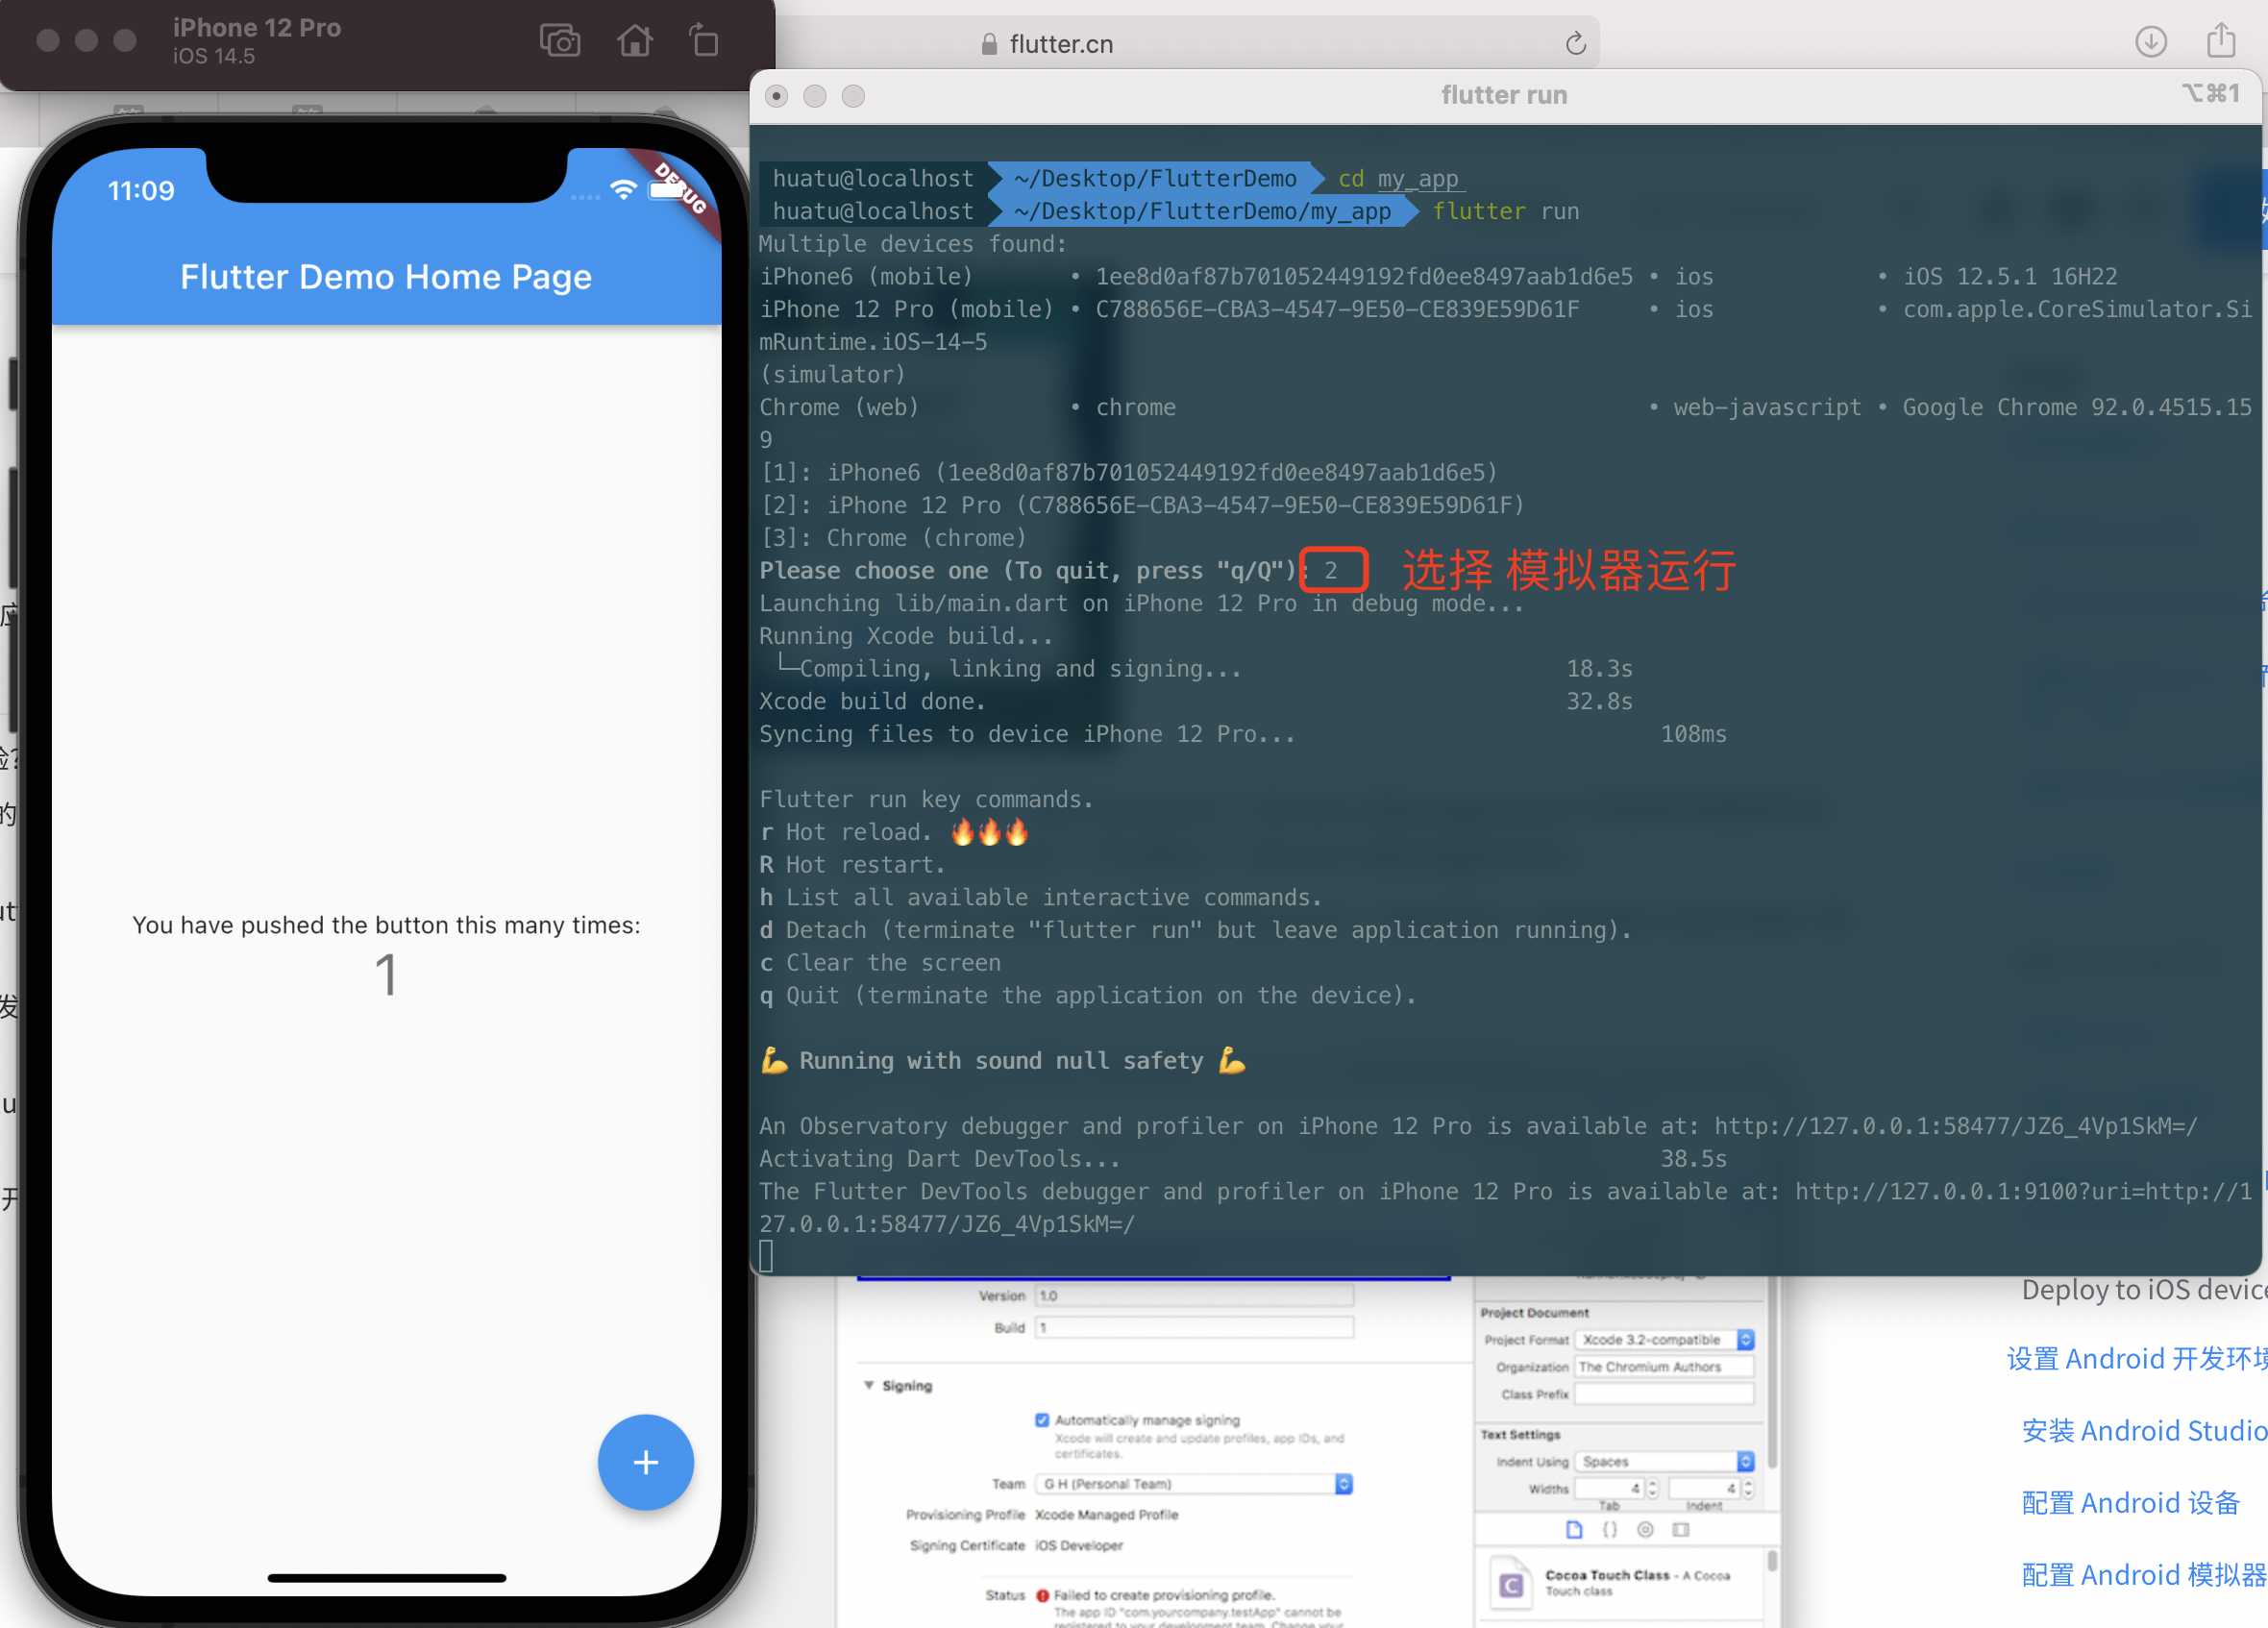 iPhone 12 Pro
iOS 14.5
flutter.cn
11:09
DEBUG
Flutter Demo Home Page
You have pushed the button this many times:
1
+
flutter run
⌥⌘1
huatu@localhost ~/Desktop/FlutterDemo cd my_app
huatu@localhost ~/Desktop/FlutterDemo/my_app flutter run
Multiple devices found:
iPhone6 (mobile) • 1ee8d0af87b701052449192fd0ee8497aab1d6e5 • ios • iOS 12.5.1 16H22
iPhone 12 Pro (mobile) • C788656E-CBA3-4547-9E50-CE839E59D61F • ios • com.apple.CoreSimulator.Si
mRuntime.iOS-14-5
(simulator)
Chrome (web) • chrome • web-javascript • Google Chrome 92.0.4515.15
9
[1]: iPhone6 (1ee8d0af87b701052449192fd0ee8497aab1d6e5)
[2]: iPhone 12 Pro (C788656E-CBA3-4547-9E50-CE839E59D61F)
[3]: Chrome (chrome)
Please choose one (To quit, press "q/Q"): 2 选择 模拟器运行
Launching lib/main.dart on iPhone 12 Pro in debug mode...
Running Xcode build...
└─Compiling, linking and signing... 18.3s
Xcode build done. 32.8s
Syncing files to device iPhone 12 Pro... 108ms
Flutter run key commands.
r Hot reload. 🔥🔥🔥
R Hot restart.
h List all available interactive commands.
d Detach (terminate "flutter run" but leave application running).
c Clear the screen
q Quit (terminate the application on the device).
💪 Running with sound null safety 💪
An Observatory debugger and profiler on iPhone 12 Pro is available at: http://127.0.0.1:58477/JZ6_4Vp1SkM=/
Activating Dart DevTools... 38.5s
The Flutter DevTools debugger and profiler on iPhone 12 Pro is available at: http://127.0.0.1:9100?uri=http://1
27.0.0.1:58477/JZ6_4Vp1SkM=/
Version 1.0
Build 1
Signing
Automatically manage signing
Xcode will create and update profiles, app IDs, and
certificates.
Team G H (Personal Team)
Provisioning Profile Xcode Managed Profile
Signing Certificate iOS Developer
Status Failed to create provisioning profile.
The app ID "com.yourcompany.testApp" cannot be
registered to your development team. Change your
Project Document
Project Format Xcode 3.2-compatible
Organization The Chromium Authors
Class Prefix
Text Settings
Indent Using Spaces
Widths 4 4
Tab Indent
{}
C
Cocoa Touch Class - A Cocoa
Touch class
Deploy to iOS device
设置 Android 开发环境
安装 Android Studio
配置 Android 设备
配置 Android 模拟器